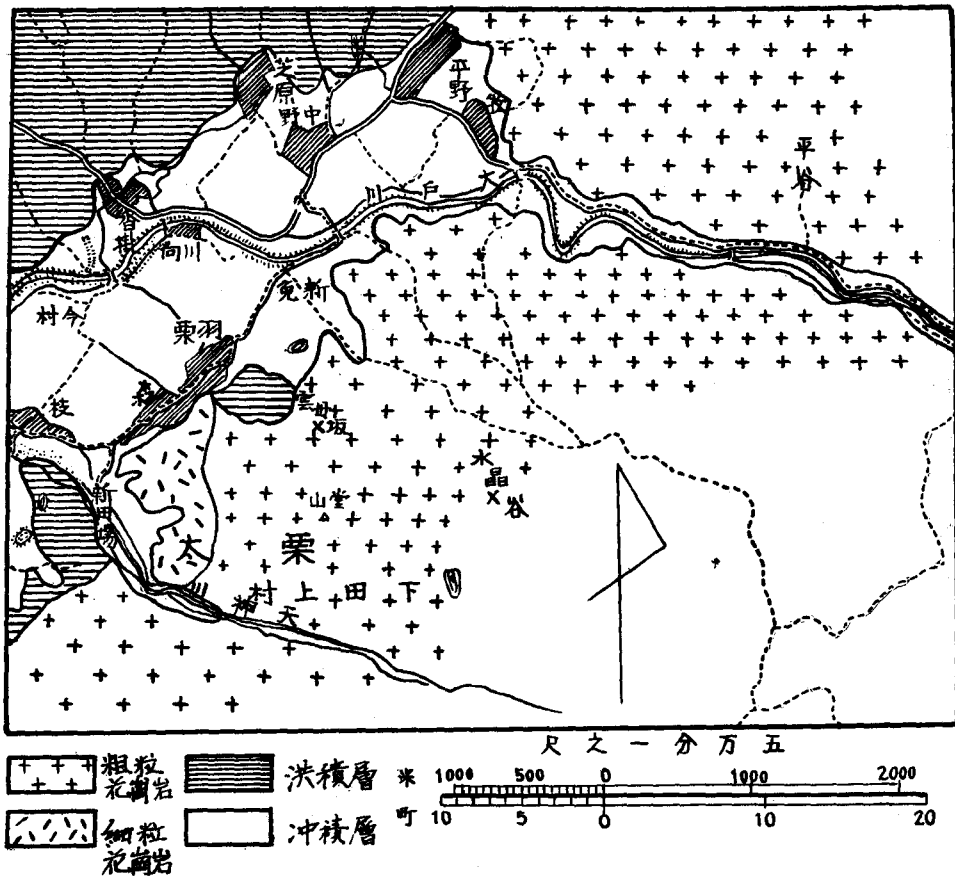 芝原
中野
平野
牧
平谷
大戸川
沓掛
川向
新免
今村
羽栗
森
枝
雲母坂
水晶谷
堂山
新田場
太
栗
下田上村
天神川
五万分一之尺
粗粒花崗岩
洪積層
細粒花崗岩
沖積層
米
1000 500 0 1000 2000
町
10 5 0 10 20